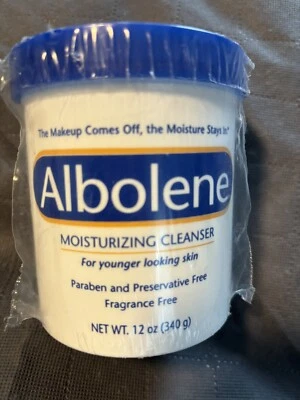 The Makeup Comes Off, the Moisture Stays In®
Albolene
MOISTURIZING CLEANSER
For younger looking skin
Paraben and Preservative Free
Fragrance Free
NET WT. 12 oz (340 g)